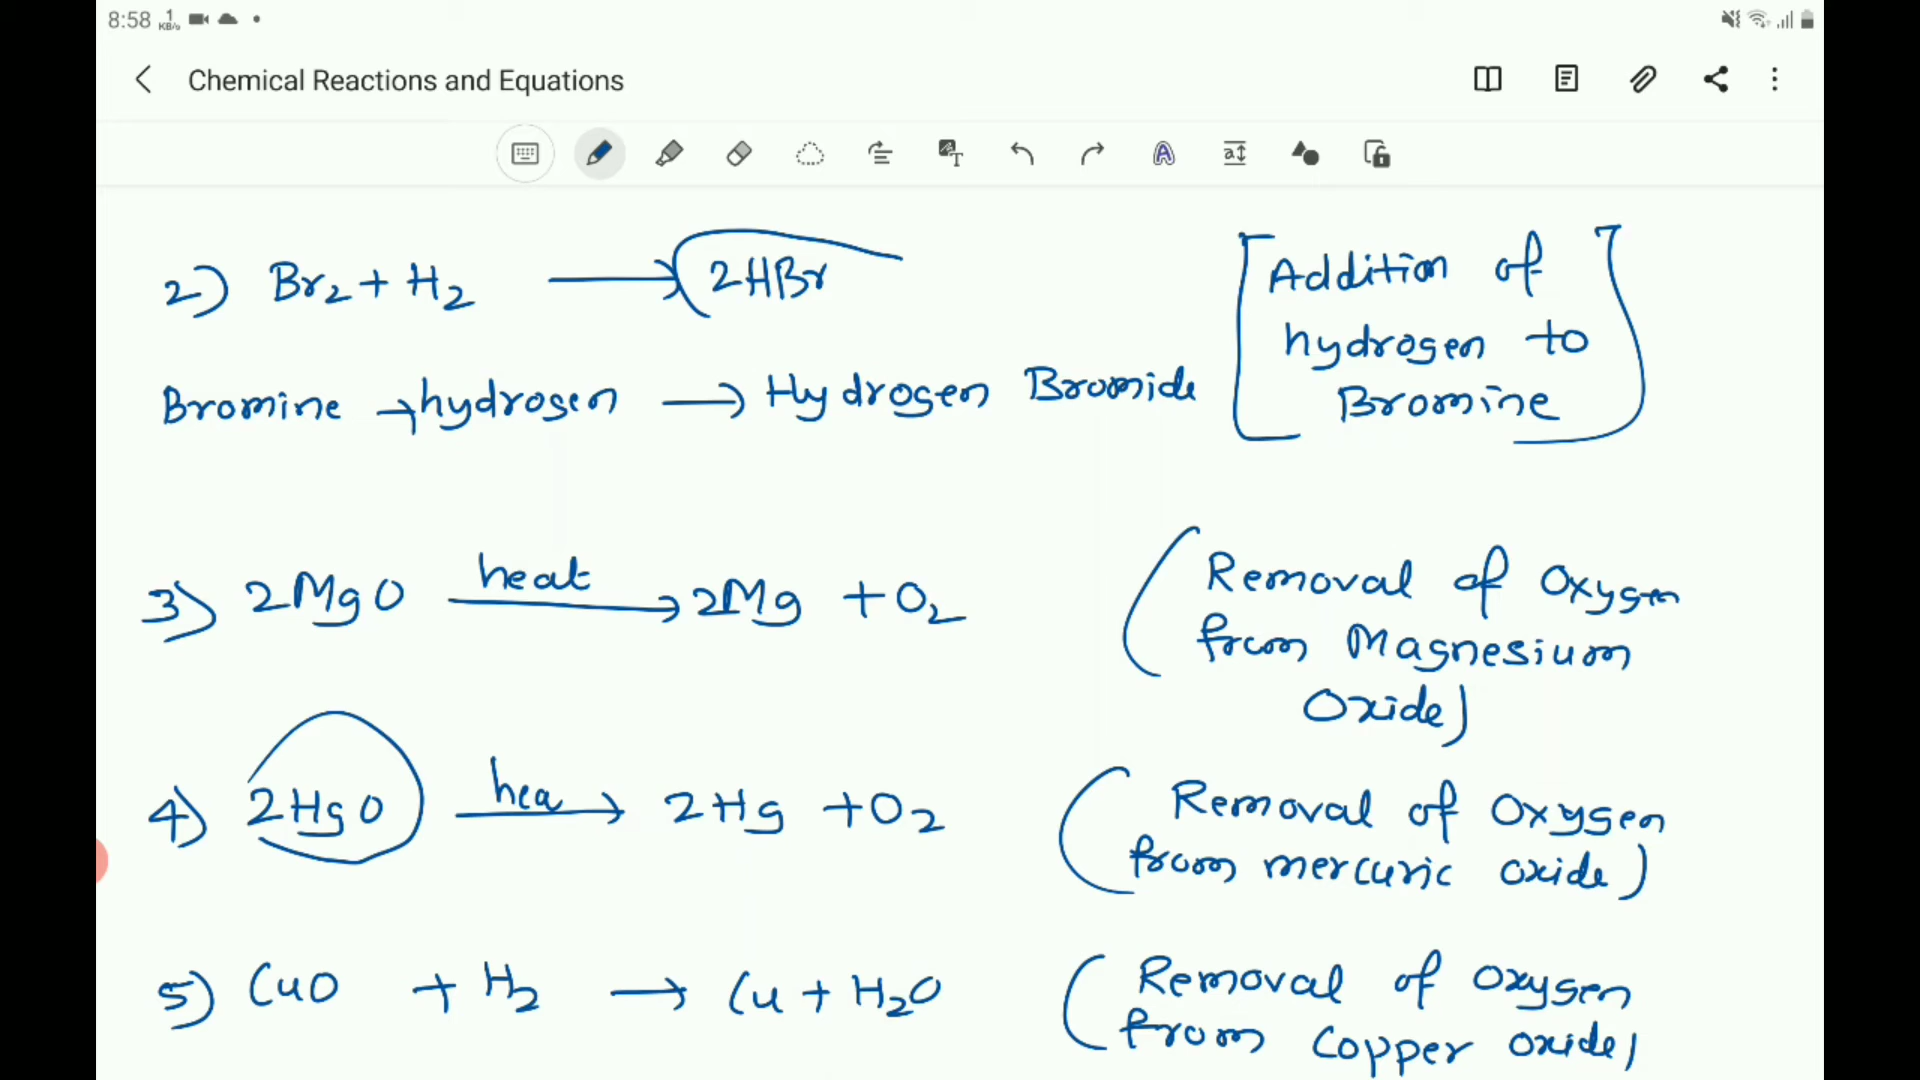 8:58 1 KB/s
Chemical Reactions and Equations
2) Br₂ + H₂ → 2HBr
Bromine + hydrogen → Hydrogen Bromide
[Addition of
hydrogen to
Bromine]
3) 2MgO heat → 2Mg + O₂
(Removal of Oxygen
from Magnesium
Oxide)
4) 2HgO hea → 2Hg + O₂
(Removal of Oxygen
from mercuric oxide)
5) CuO + H₂ → Cu + H₂O
(Removal of Oxygen
from Copper oxide)